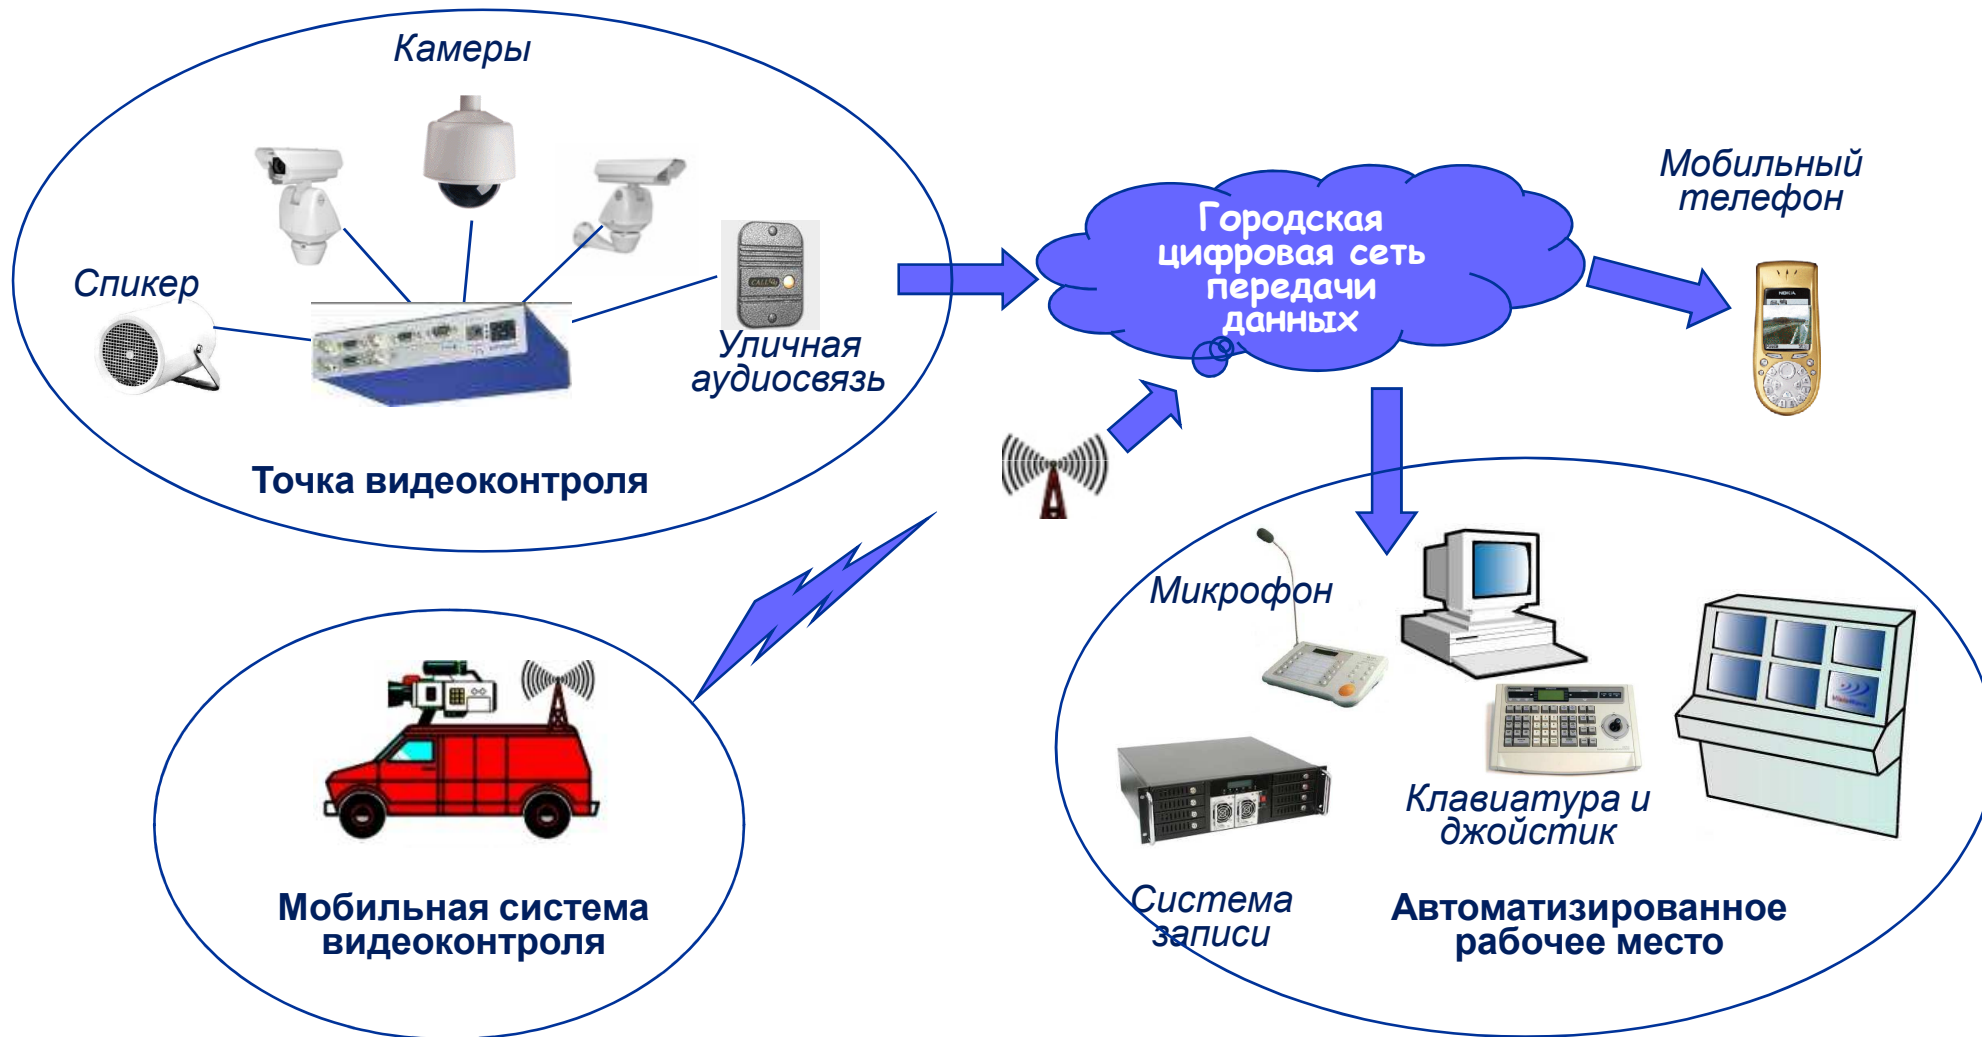 Камеры
Спикер
Уличная
аудиосвязь
Точка видеоконтроля
Городская
цифровая сеть
передачи
данных
Мобильный
телефон
NOKIA
Мобильная система
видеоконтроля
Микрофон
Клавиатура и
джойстик
Система
записи
Автоматизированное
рабочее место